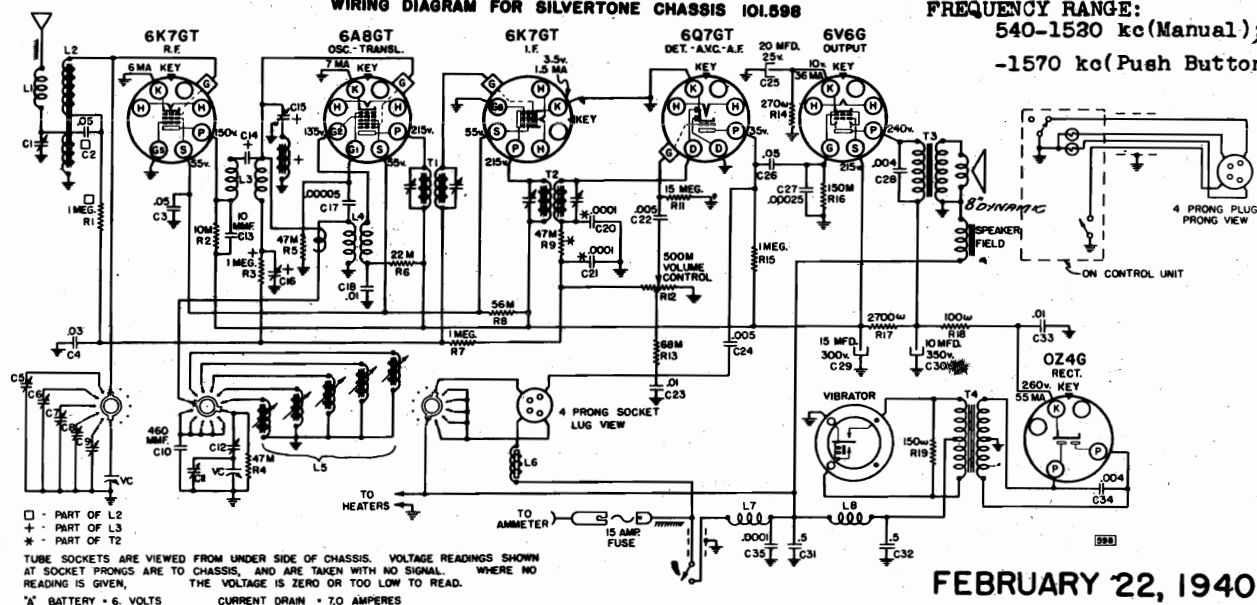 WIRING DIAGRAM FOR SILVERTONE CHASSIS 101.598
FREQUENCY RANGE:
540-1520 kc(Manual);
-1570 kc(Push Button
6K7GT
R.F.
6A8GT
OSC.-TRANSL.
6K7GT
I.F.
6Q7GT
DET.-A.V.C.-A.F.
6V6G
OUTPUT
6 MA
KEY
7 MA
KEY
3.5v.
1.5 MA
KEY
KEY
20 MFD.
25v.
C25
10v.
36 MA
KEY
270ω
R14
L1
L2
C1
.05
C2
1 MEG.
R1
150v.
55v.
.05
C3
10M
R2
C14
L3
10
MMF.
C13
1 MEG.
R3
C15
C16
135v.
215v.
55v.
.00005
C17
47M
R5
L4
C18
.01
22M
R6
T1
55v.
215v.
T2
.0001
C20
47M
R9
.0001
C21
56M
R8
1 MEG.
R7
15 MEG.
R11
.005
C22
500M
VOLUME
CONTROL
R12
68M
R13
.01
C23
.005
C24
1 MEG.
R15
35v.
.05
C26
C27
.00025
150M
R16
215v.
240v.
.004
C28
T3
8" DYNAMIC
SPEAKER
FIELD
4 PRONG PLUG
PRONG VIEW
ON CONTROL UNIT
2700ω
R17
100ω
R18
15 MFD.
300v.
C29
10 MFD.
350v.
C30
.01
C33
OZ4G
RECT.
260v.
55 MA
KEY
.004
C34
T4
VIBRATOR
150ω
R19
.03
C4
C5
C6
C7
C8
C9
VC
460
MMF.
C10
C11
C12
VC
47M
R4
L5
4 PRONG SOCKET
LUG VIEW
L6
TO
HEATERS
TO
AMMETER
15 AMP.
FUSE
L7
.0001
C35
.5
C31
L8
.5
C32
598
□ - PART OF L2
+ - PART OF L3
* - PART OF T2
TUBE SOCKETS ARE VIEWED FROM UNDER SIDE OF CHASSIS. VOLTAGE READINGS SHOWN
AT SOCKET PRONGS ARE TO CHASSIS, AND ARE TAKEN WITH NO SIGNAL. WHERE NO
READING IS GIVEN, THE VOLTAGE IS ZERO OR TOO LOW TO READ.
"A" BATTERY - 6. VOLTS CURRENT DRAIN - 7.0 AMPERES
FEBRUARY 22, 1940